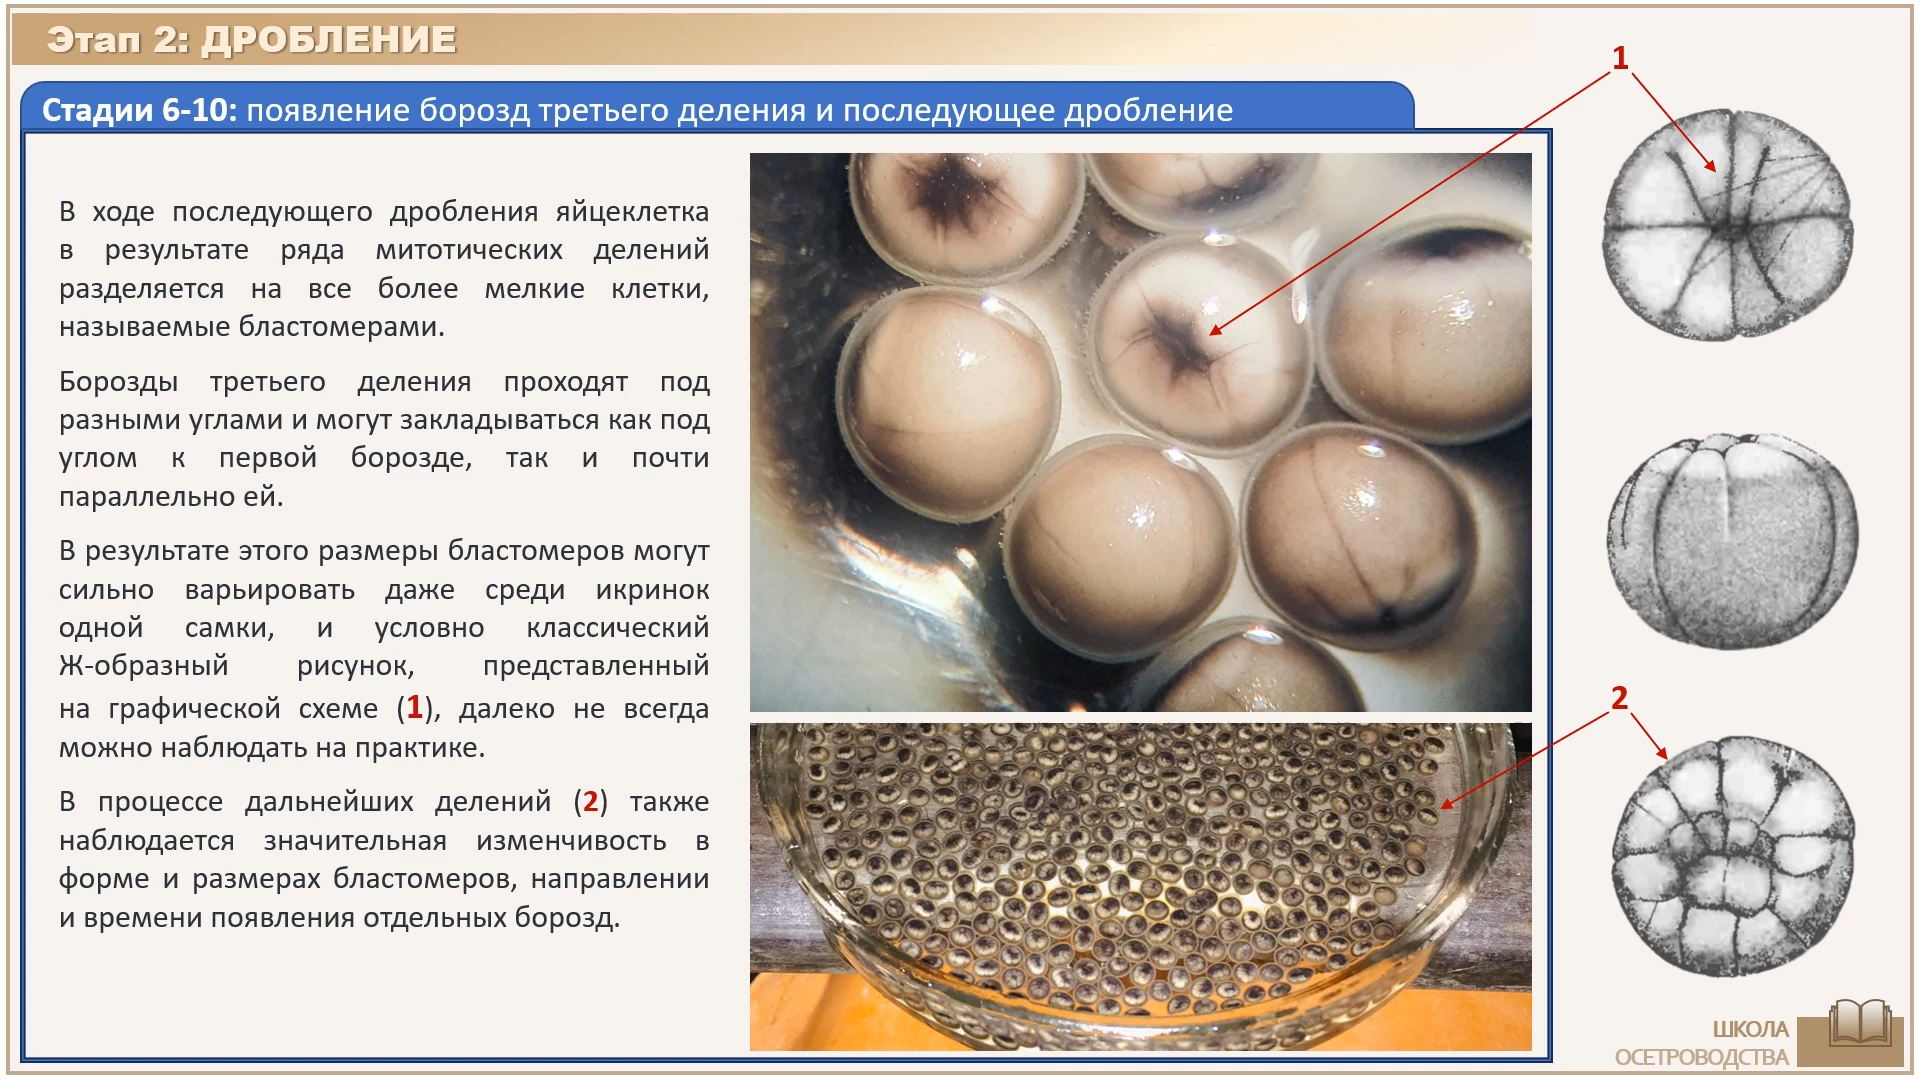 Этап 2: ДРОБЛЕНИЕ
1
Стадии 6-10: появление борозд третьего деления и последующее дробление
В ходе последующего дробления яйцеклетка
в результате ряда митотических делений
разделяется на все более мелкие клетки,
называемые бластомерами.
Борозды третьего деления проходят под
разными углами и могут закладываться как под
углом к первой борозде, так и почти
параллельно ей.
В результате этого размеры бластомеров могут
сильно варьировать даже среди икринок
одной самки, и условно классический
Ж-образный рисунок, представленный
на графической схеме (1), далеко не всегда
можно наблюдать на практике.
В процессе дальнейших делений (2) также
наблюдается значительная изменчивость в
форме и размерах бластомеров, направлении
и времени появления отдельных борозд.
2
ШКОЛА
ОСЕТРОВОДСТВА